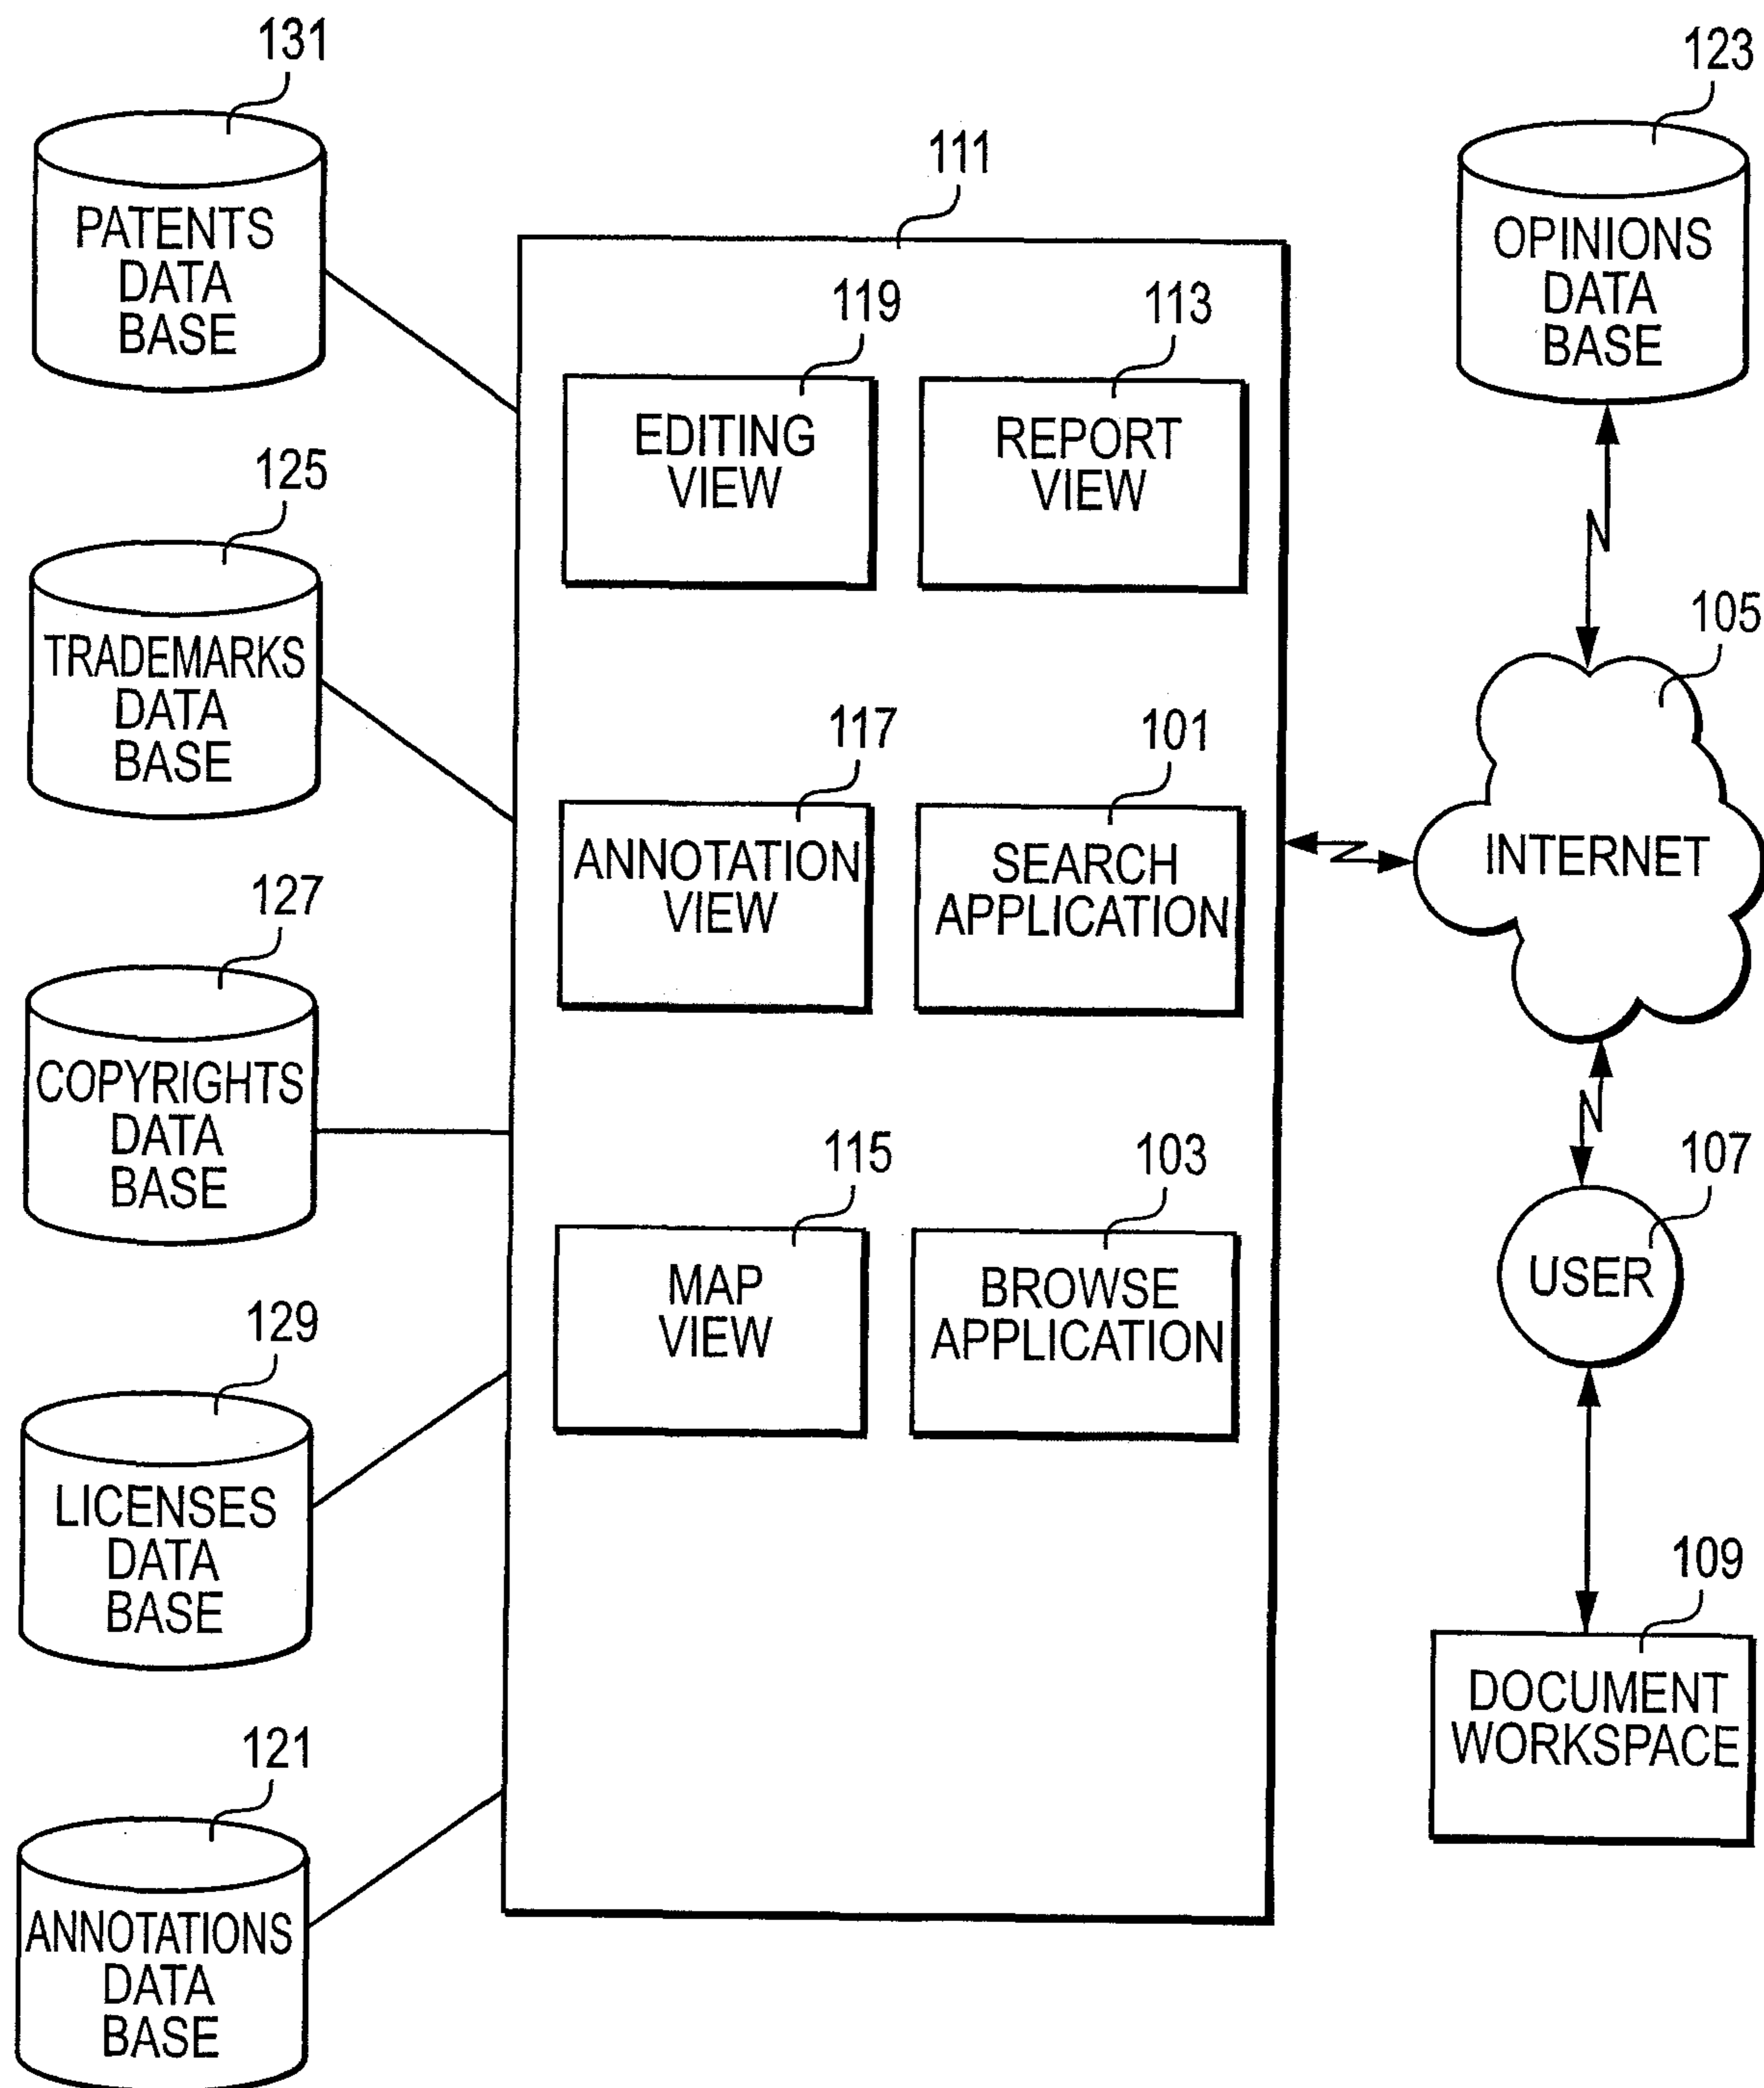 131
PATENTS
DATA
BASE
125
TRADEMARKS
DATA
BASE
127
COPYRIGHTS
DATA
BASE
129
LICENSES
DATA
BASE
121
ANNOTATIONS
DATA
BASE
111
119
EDITING
VIEW
113
REPORT
VIEW
117
ANNOTATION
VIEW
101
SEARCH
APPLICATION
115
MAP
VIEW
103
BROWSE
APPLICATION
123
OPINIONS
DATA
BASE
105
INTERNET
107
USER
109
DOCUMENT
WORKSPACE